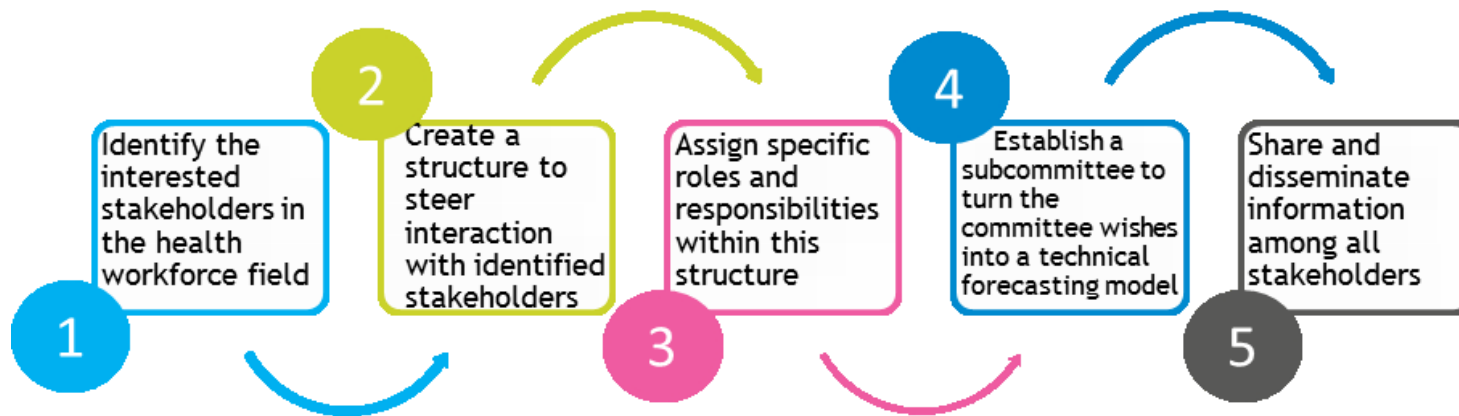 1
Identify the
interested
stakeholders in
the health
workforce field
2
Create a
structure to
steer
interaction
with identified
stakeholders
3
Assign specific
roles and
responsibilities
within this
structure
4
Establish a
subcommittee to
turn the
committee wishes
into a technical
forecasting model
5
Share and
disseminate
information
among all
stakeholders